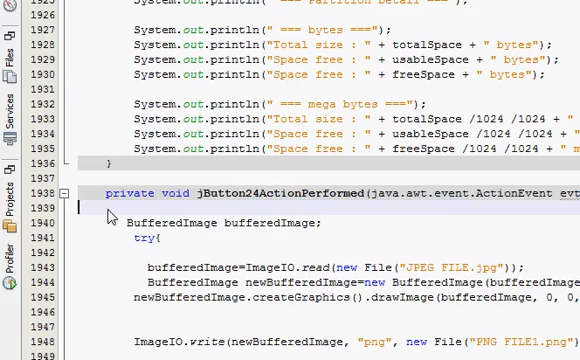 1925 System.out.println(" === Partition Detail === ");
1926
1927 System.out.println(" === bytes ===");
1928 System.out.println("Total size : " + totalSpace + " bytes");
1929 System.out.println("Space free : " + usableSpace + " bytes");
1930 System.out.println("Space free : " + freeSpace + " bytes");
1931
1932 System.out.println(" === mega bytes ===");
1933 System.out.println("Total size : " + totalSpace /1024 /1024 + "
1934 System.out.println("Space free : " + usableSpace /1024 /1024 +
1935 System.out.println("Space free : " + freeSpace /1024 /1024 + " m
1936 }
1937
1938 private void jButton24ActionPerformed(java.awt.event.ActionEvent evt
1939
1940 BufferedImage bufferedImage;
1941 try{
1942
1943 bufferedImage=ImageIO.read(new File("JPEG FILE.jpg"));
1944 BufferedImage newBufferedImage=new BufferedImage(bufferedIm
1945 newBufferedImage.createGraphics().drawImage(bufferedImage, 0, 0,
1946
1947
1948 ImageIO.write(newBufferedImage, "png", new File("PNG FILE1.png")
1949
Files
Services
Projects
Profiler